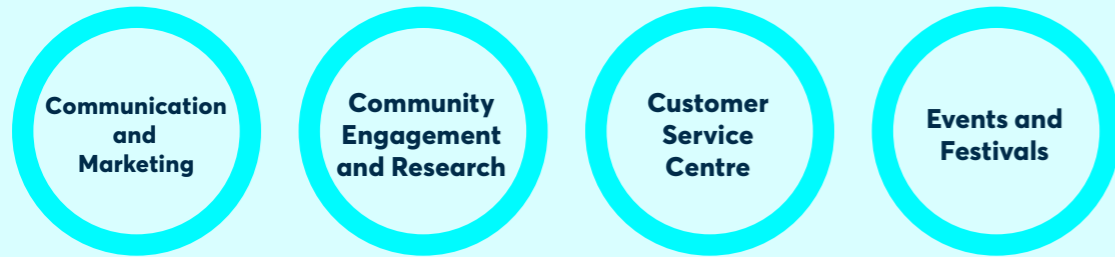 Communication
and
Marketing
Community
Engagement
and Research
Customer
Service
Centre
Events and
Festivals